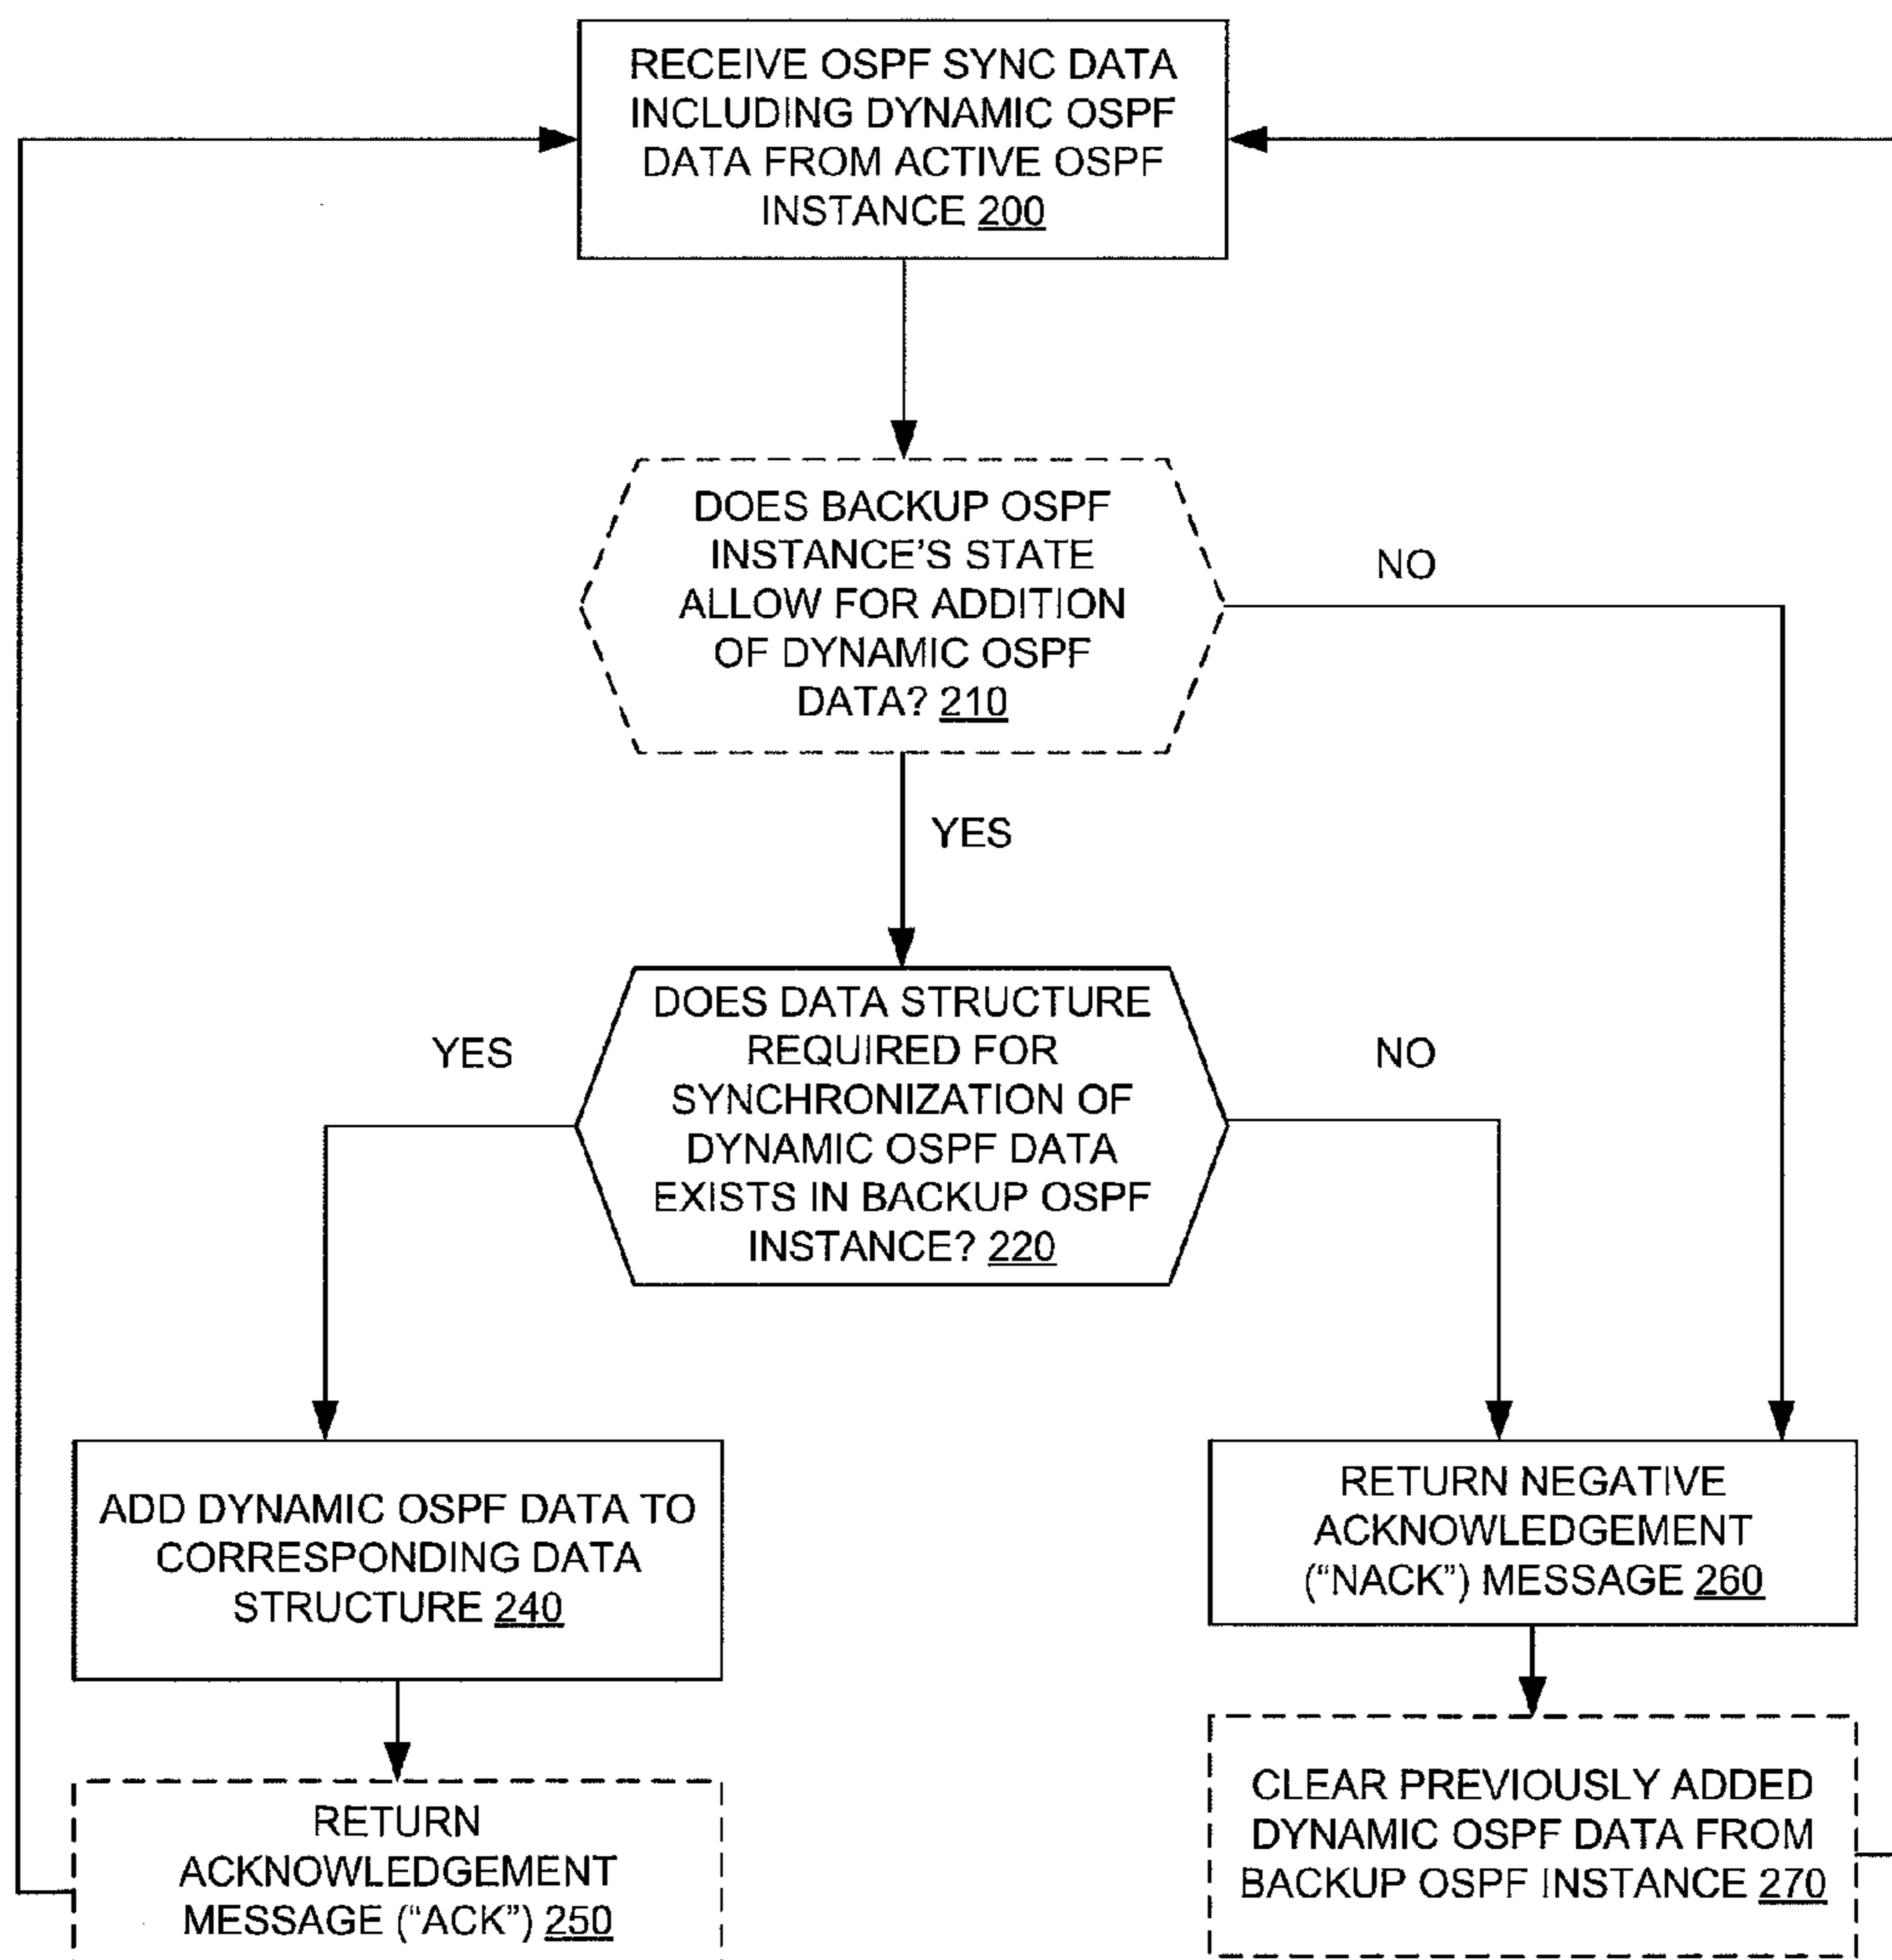 RECEIVE OSPF SYNC DATA
INCLUDING DYNAMIC OSPF
DATA FROM ACTIVE OSPF
INSTANCE 200
DOES BACKUP OSPF
INSTANCE'S STATE
ALLOW FOR ADDITION
OF DYNAMIC OSPF
DATA? 210
NO
YES
DOES DATA STRUCTURE
REQUIRED FOR
SYNCHRONIZATION OF
DYNAMIC OSPF DATA
EXISTS IN BACKUP OSPF
INSTANCE? 220
YES
NO
ADD DYNAMIC OSPF DATA TO
CORRESPONDING DATA
STRUCTURE 240
RETURN NEGATIVE
ACKNOWLEDGEMENT
(“NACK”) MESSAGE 260
RETURN
ACKNOWLEDGEMENT
MESSAGE (“ACK”) 250
CLEAR PREVIOUSLY ADDED
DYNAMIC OSPF DATA FROM
BACKUP OSPF INSTANCE 270